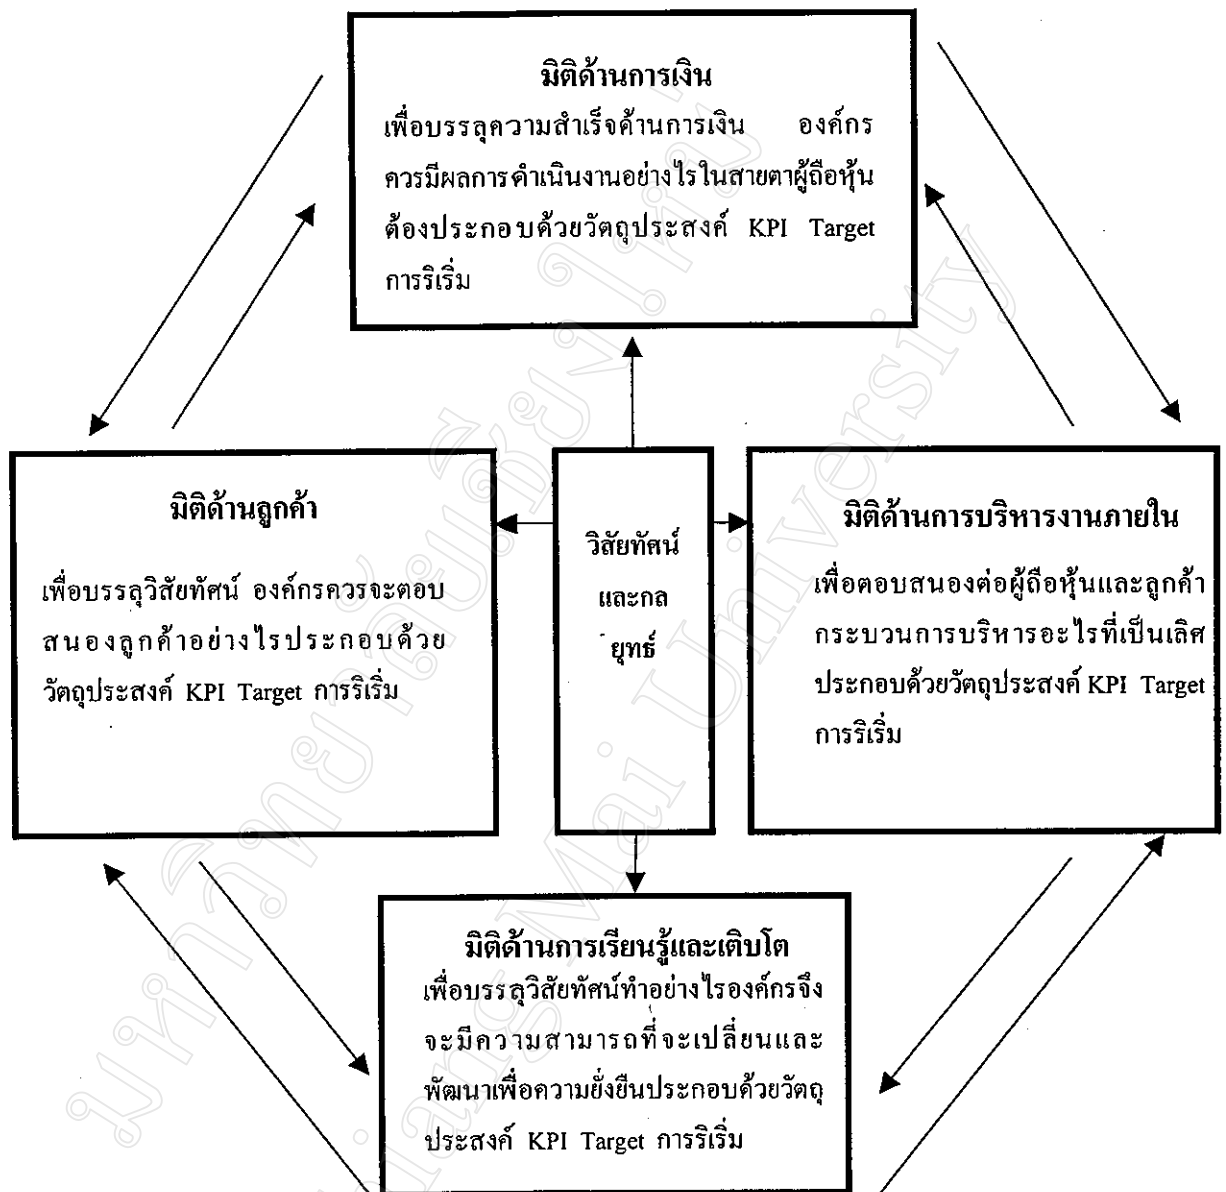 มิติด้านการเงิน
เพื่อบรรลุความสำเร็จด้านการเงิน องค์กร
ควรมีผลการดำเนินงานอย่างไรในสายตาผู้ถือหุ้น
ต้องประกอบด้วยวัตถุประสงค์ KPI Target
การริเริ่ม
มิติด้านลูกค้า
เพื่อบรรลุวิสัยทัศน์ องค์กรควรจะตอบ
สนองลูกค้าอย่างไรประกอบด้วย
วัตถุประสงค์ KPI Target การริเริ่ม
วิสัยทัศน์
และกล
ยุทธ์
มิติด้านการบริหารงานภายใน
เพื่อตอบสนองต่อผู้ถือหุ้นและลูกค้า
กระบวนการบริหารอะไรที่เป็นเลิศ
ประกอบด้วยวัตถุประสงค์ KPI Target
การริเริ่ม
มิติด้านการเรียนรู้และเติบโต
เพื่อบรรลุวิสัยทัศน์ทำอย่างไรองค์กรจึง
จะมีความสามารถที่จะเปลี่ยนและ
พัฒนาเพื่อความยั่งยืนประกอบด้วยวัตถุ
ประสงค์ KPI Target การริเริ่ม
มหาวิทยาลัยเชียงใหม่
Chiang Mai University